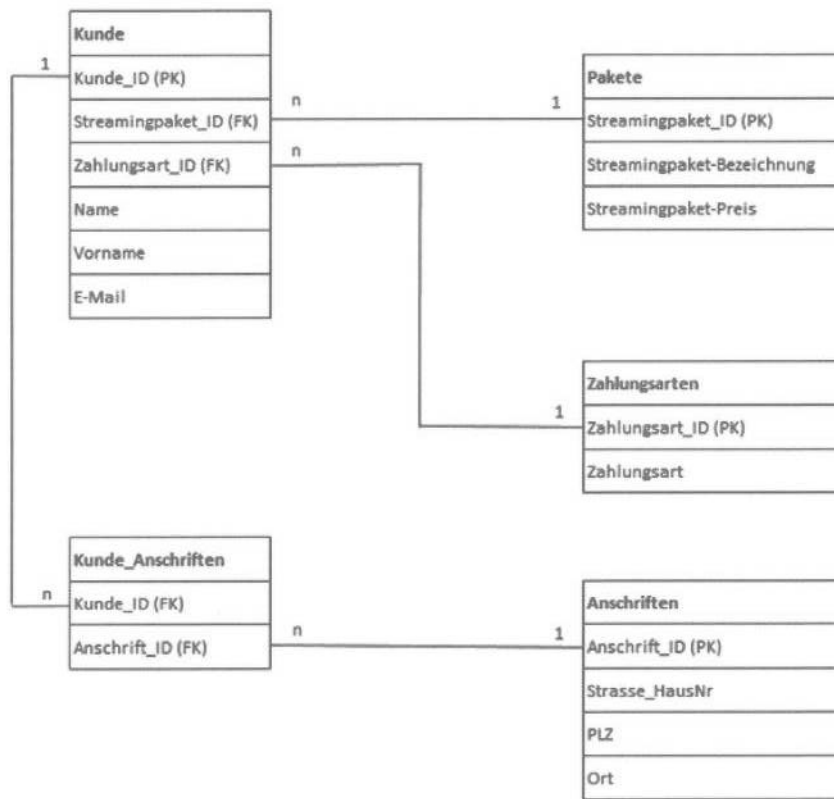 Kunde
1
Kunde_ID (PK)
Streamingpaket_ID (FK)
Zahlungsart_ID (FK)
Name
Vorname
E-Mail
n
1
n
Pakete
Streamingpaket_ID (PK)
Streamingpaket-Bezeichnung
Streamingpaket-Preis
Zahlungsarten
1
Zahlungsart_ID (PK)
Zahlungsart
Kunde_Anschriften
n
Kunde_ID (FK)
Anschrift_ID (FK)
n
1
Anschriften
Anschrift_ID (PK)
Strasse_HausNr
PLZ
Ort